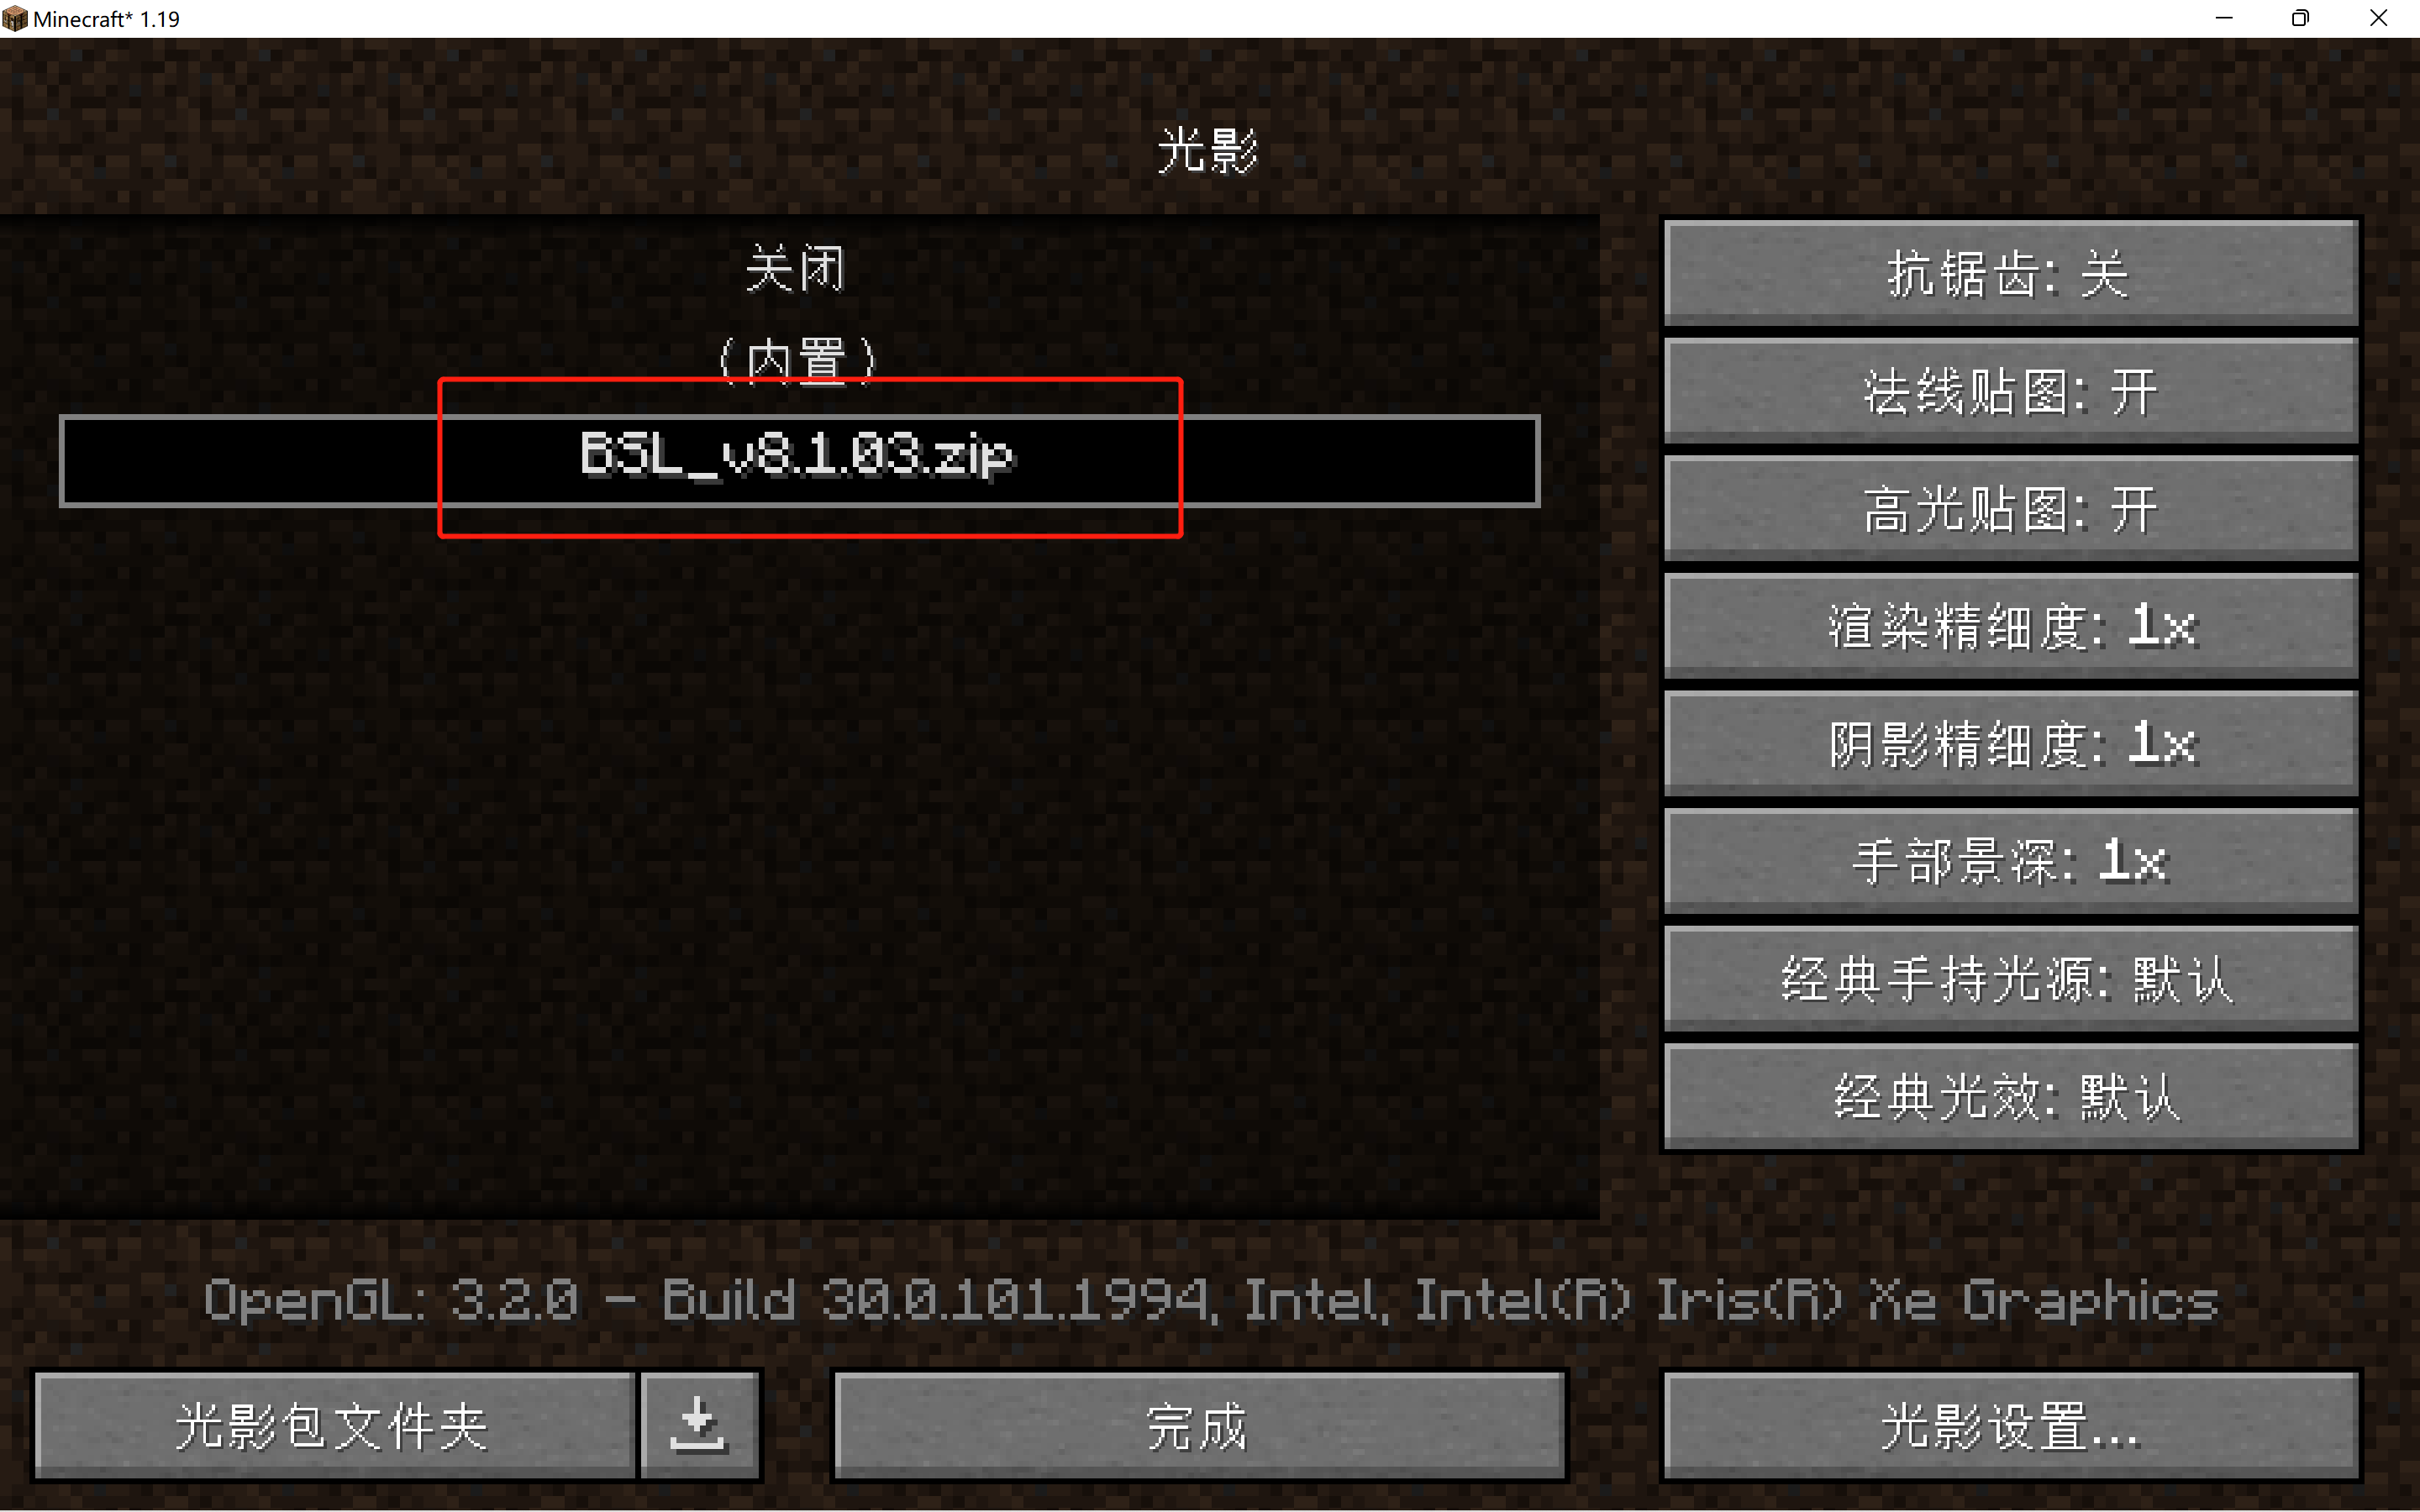 Minecraft* 1.19
光影
关闭
(内置)
BSL_v8.1.03.zip
抗锯齿: 关
法线贴图: 开
高光贴图: 开
渲染精细度: 1x
阴影精细度: 1x
手部景深: 1x
经典手持光源: 默认
经典光效: 默认
OpenGL: 3.2.0 - Build 30.0.101.1994, Intel, Intel(R) Iris(R) Xe Graphics
光影包文件夹
完成
光影设置...